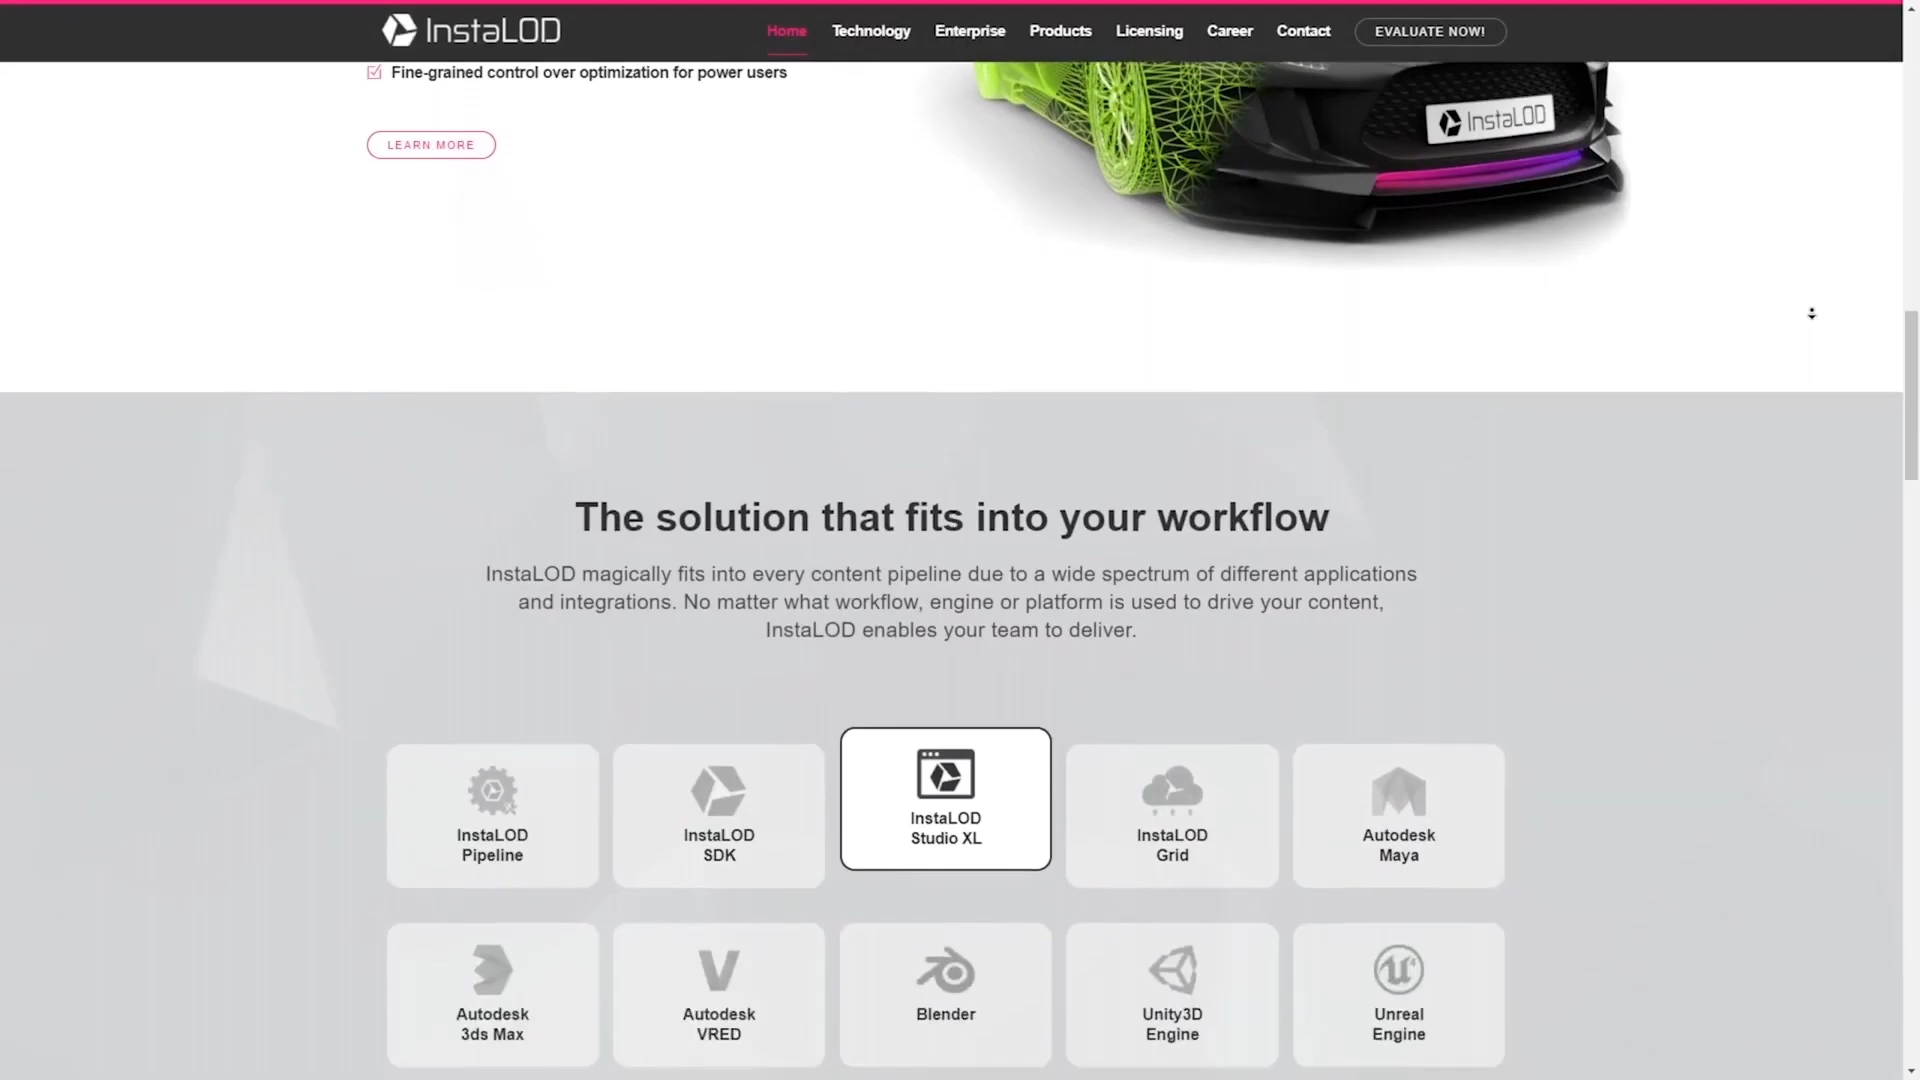 InstaLOD
Home Technology Enterprise Products Licensing Career Contact EVALUATE NOW!
Fine-grained control over optimization for power users
InstaLOD
LEARN MORE
The solution that fits into your workflow
InstaLOD magically fits into every content pipeline due to a wide spectrum of different applications
and integrations. No matter what workflow, engine or platform is used to drive your content,
InstaLOD enables your team to deliver.
InstaLOD
Pipeline
InstaLOD
SDK
InstaLOD
Studio XL
InstaLOD
Grid
Autodesk
Maya
Autodesk
3ds Max
Autodesk
VRED
Blender
Unity3D
Engine
Unreal
Engine